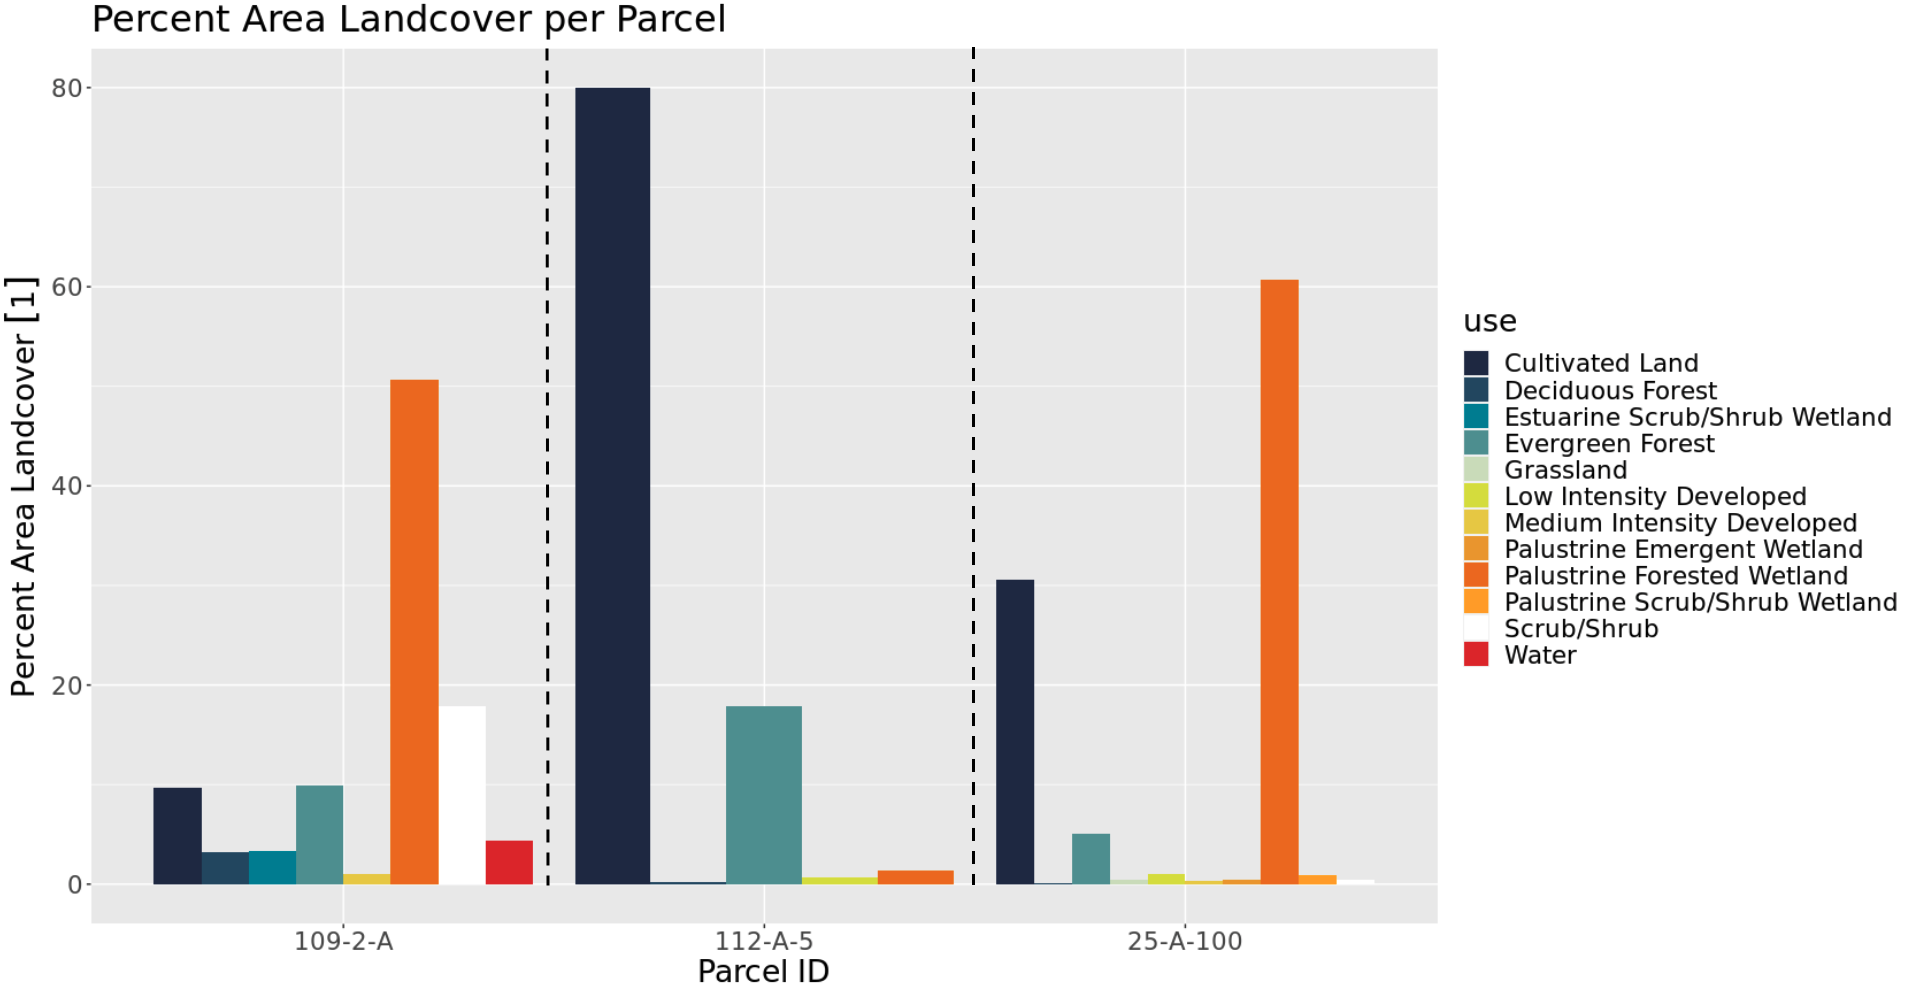 Percent Area Landcover per Parcel
Percent Area Landcover [1]
80
60
40
20
0
109-2-A
112-A-5
25-A-100
Parcel ID
use
Cultivated Land
Deciduous Forest
Estuarine Scrub/Shrub Wetland
Evergreen Forest
Grassland
Low Intensity Developed
Medium Intensity Developed
Palustrine Emergent Wetland
Palustrine Forested Wetland
Palustrine Scrub/Shrub Wetland
Scrub/Shrub
Water